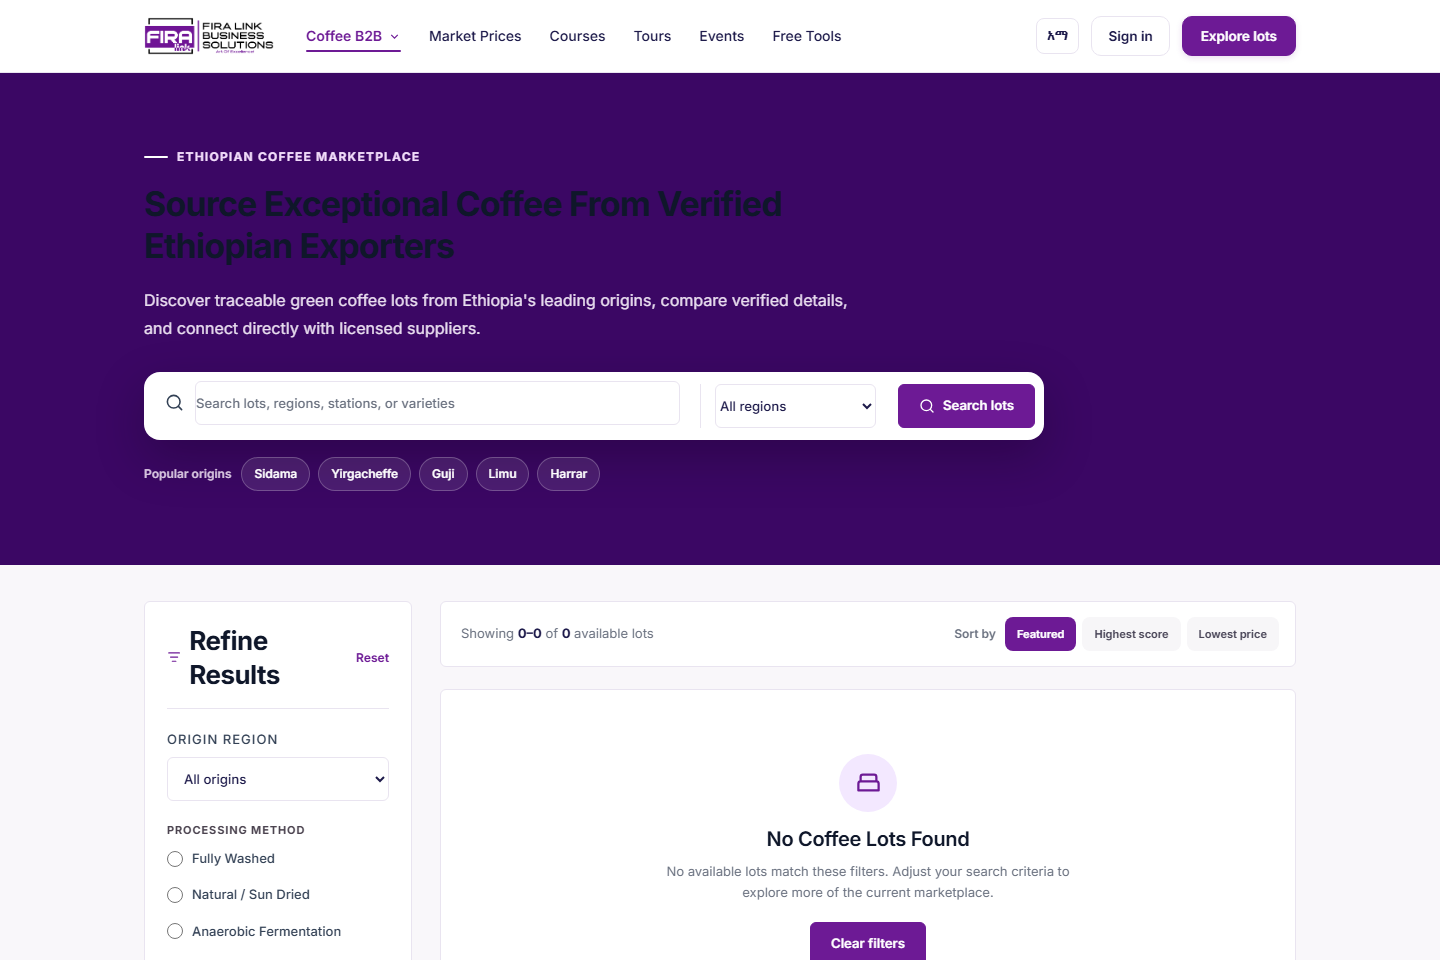 FIRA
FIRA LINK
BUSINESS
SOLUTIONS
Coffee B2B
Market Prices
Courses
Tours
Events
Free Tools
አማ
Sign in
Explore lots
ETHIOPIAN COFFEE MARKETPLACE
Source Exceptional Coffee From Verified
Ethiopian Exporters
Discover traceable green coffee lots from Ethiopia's leading origins, compare verified details,
and connect directly with licensed suppliers.
Search lots, regions, stations, or varieties
All regions
Search lots
Popular origins
Sidama
Yirgacheffe
Guji
Limu
Harrar
Refine
Results
Reset
ORIGIN REGION
All origins
PROCESSING METHOD
Fully Washed
Natural / Sun Dried
Anaerobic Fermentation
Showing 0–0 of 0 available lots
Sort by
Featured
Highest score
Lowest price
No Coffee Lots Found
No available lots match these filters. Adjust your search criteria to
explore more of the current marketplace.
Clear filters